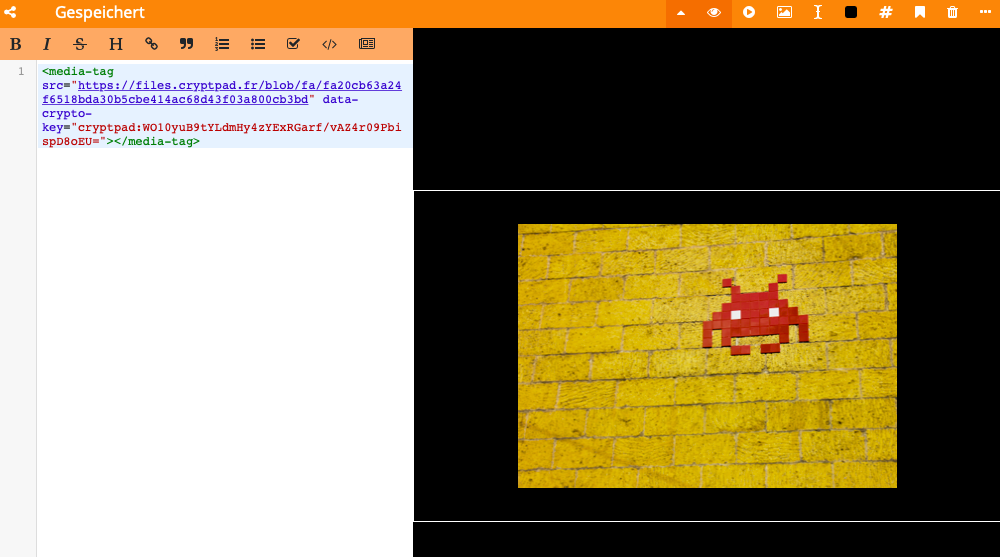 Gespeichert
B I S H
1
<media-tag
src="https://files.cryptpad.fr/blob/fa/fa20cb63a24
f6518bda30b5cbe414ac68d43f03a800cb3bd" data-
crypto-
key="cryptpad:WO10yuB9tYLdmHy4zYExRGarf/vAZ4r09Pbi
spD8oEU="></media-tag>